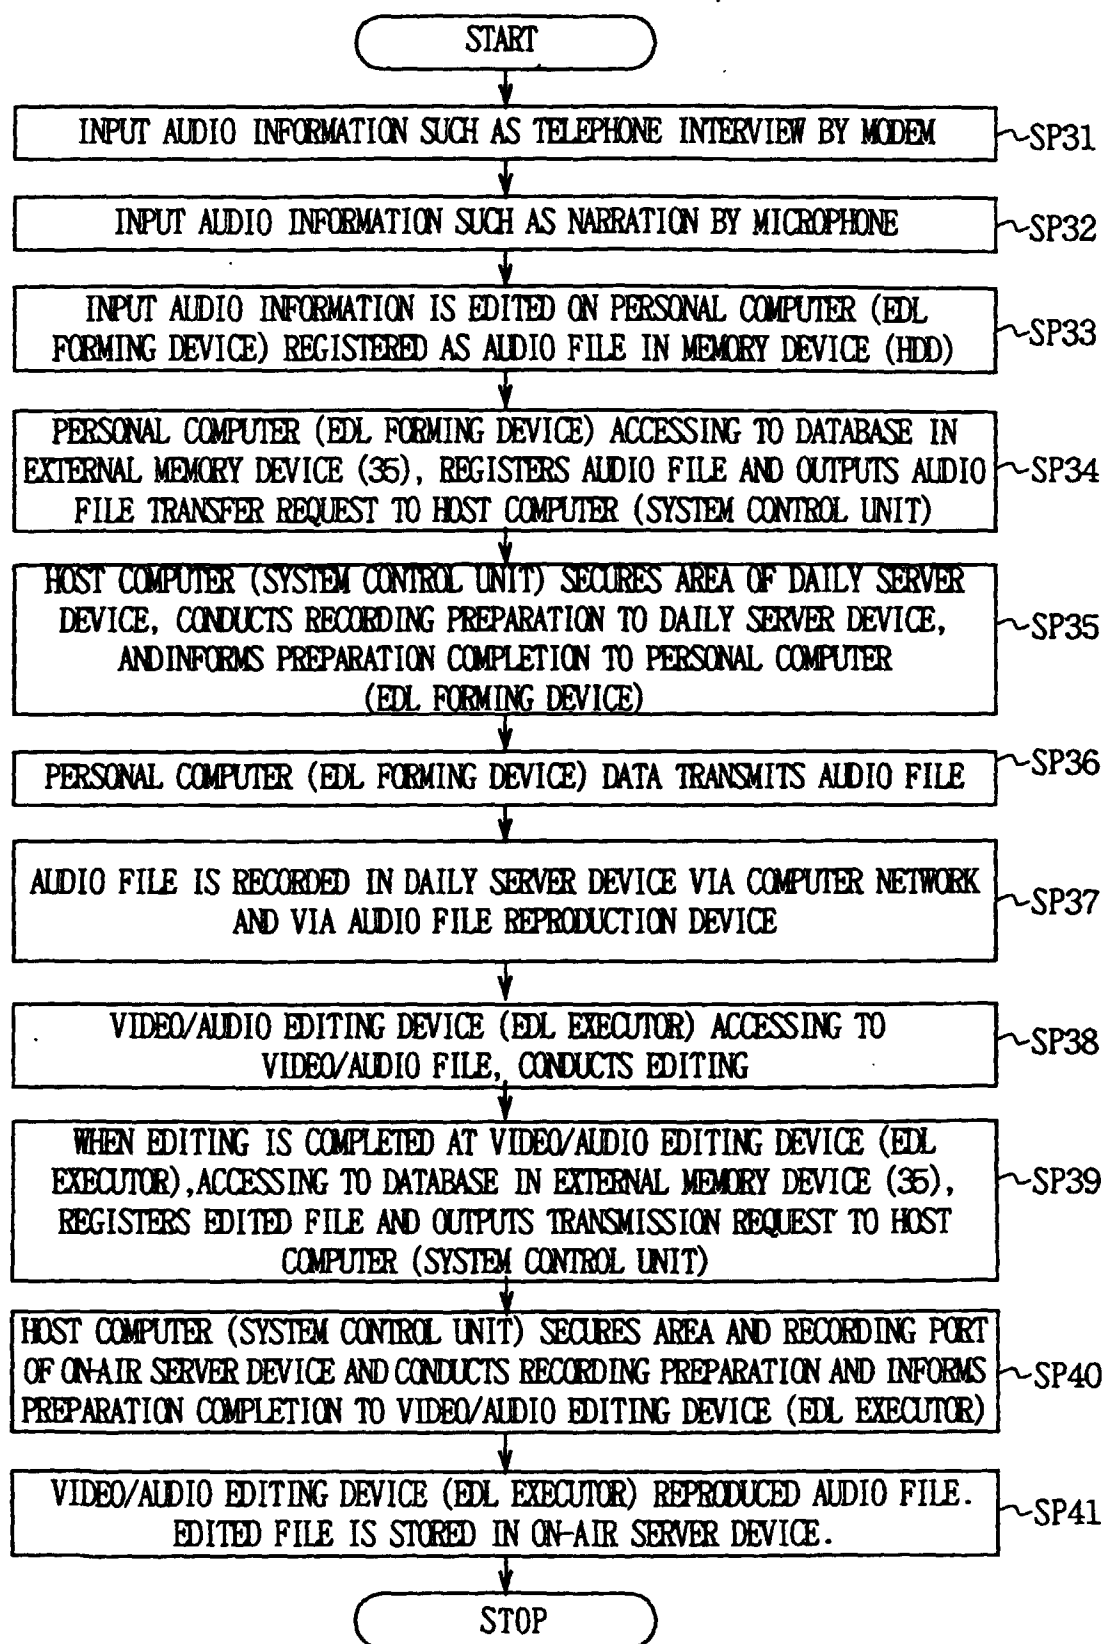 START
INPUT AUDIO INFORMATION SUCH AS TELEPHONE INTERVIEW BY MODEM
SP31
INPUT AUDIO INFORMATION SUCH AS NARRATION BY MICROPHONE
SP32
INPUT AUDIO INFORMATION IS EDITED ON PERSONAL COMPUTER (EDL
FORMING DEVICE) REGISTERED AS AUDIO FILE IN MEMORY DEVICE (HDD)
SP33
PERSONAL COMPUTER (EDL FORMING DEVICE) ACCESSING TO DATABASE IN
EXTERNAL MEMORY DEVICE (35), REGISTERS AUDIO FILE AND OUTPUTS AUDIO
FILE TRANSFER REQUEST TO HOST COMPUTER (SYSTEM CONTROL UNIT)
SP34
HOST COMPUTER (SYSTEM CONTROL UNIT) SECURES AREA OF DAILY SERVER
DEVICE, CONDUCTS RECORDING PREPARATION TO DAILY SERVER DEVICE,
ANDINFORMS PREPARATION COMPLETION TO PERSONAL COMPUTER
(EDL FORMING DEVICE)
SP35
PERSONAL COMPUTER (EDL FORMING DEVICE) DATA TRANSMITS AUDIO FILE
SP36
AUDIO FILE IS RECORDED IN DAILY SERVER DEVICE VIA COMPUTER NETWORK
AND VIA AUDIO FILE REPRODUCTION DEVICE
SP37
VIDEO/AUDIO EDITING DEVICE (EDL EXECUTOR) ACCESSING TO
VIDEO/AUDIO FILE, CONDUCTS EDITING
SP38
WHEN EDITING IS COMPLETED AT VIDEO/AUDIO EDITING DEVICE (EDL
EXECUTOR),ACCESSING TO DATABASE IN EXTERNAL MEMORY DEVICE (35),
REGISTERS EDITED FILE AND OUTPUTS TRANSMISSION REQUEST TO HOST
COMPUTER (SYSTEM CONTROL UNIT)
SP39
HOST COMPUTER (SYSTEM CONTROL UNIT) SECURES AREA AND RECORDING PORT
OF ON-AIR SERVER DEVICE AND CONDUCTS RECORDING PREPARATION AND INFORMS
PREPARATION COMPLETION TO VIDEO/AUDIO EDITING DEVICE (EDL EXECUTOR)
SP40
VIDEO/AUDIO EDITING DEVICE (EDL EXECUTOR) REPRODUCED AUDIO FILE.
EDITED FILE IS STORED IN ON-AIR SERVER DEVICE.
SP41
STOP